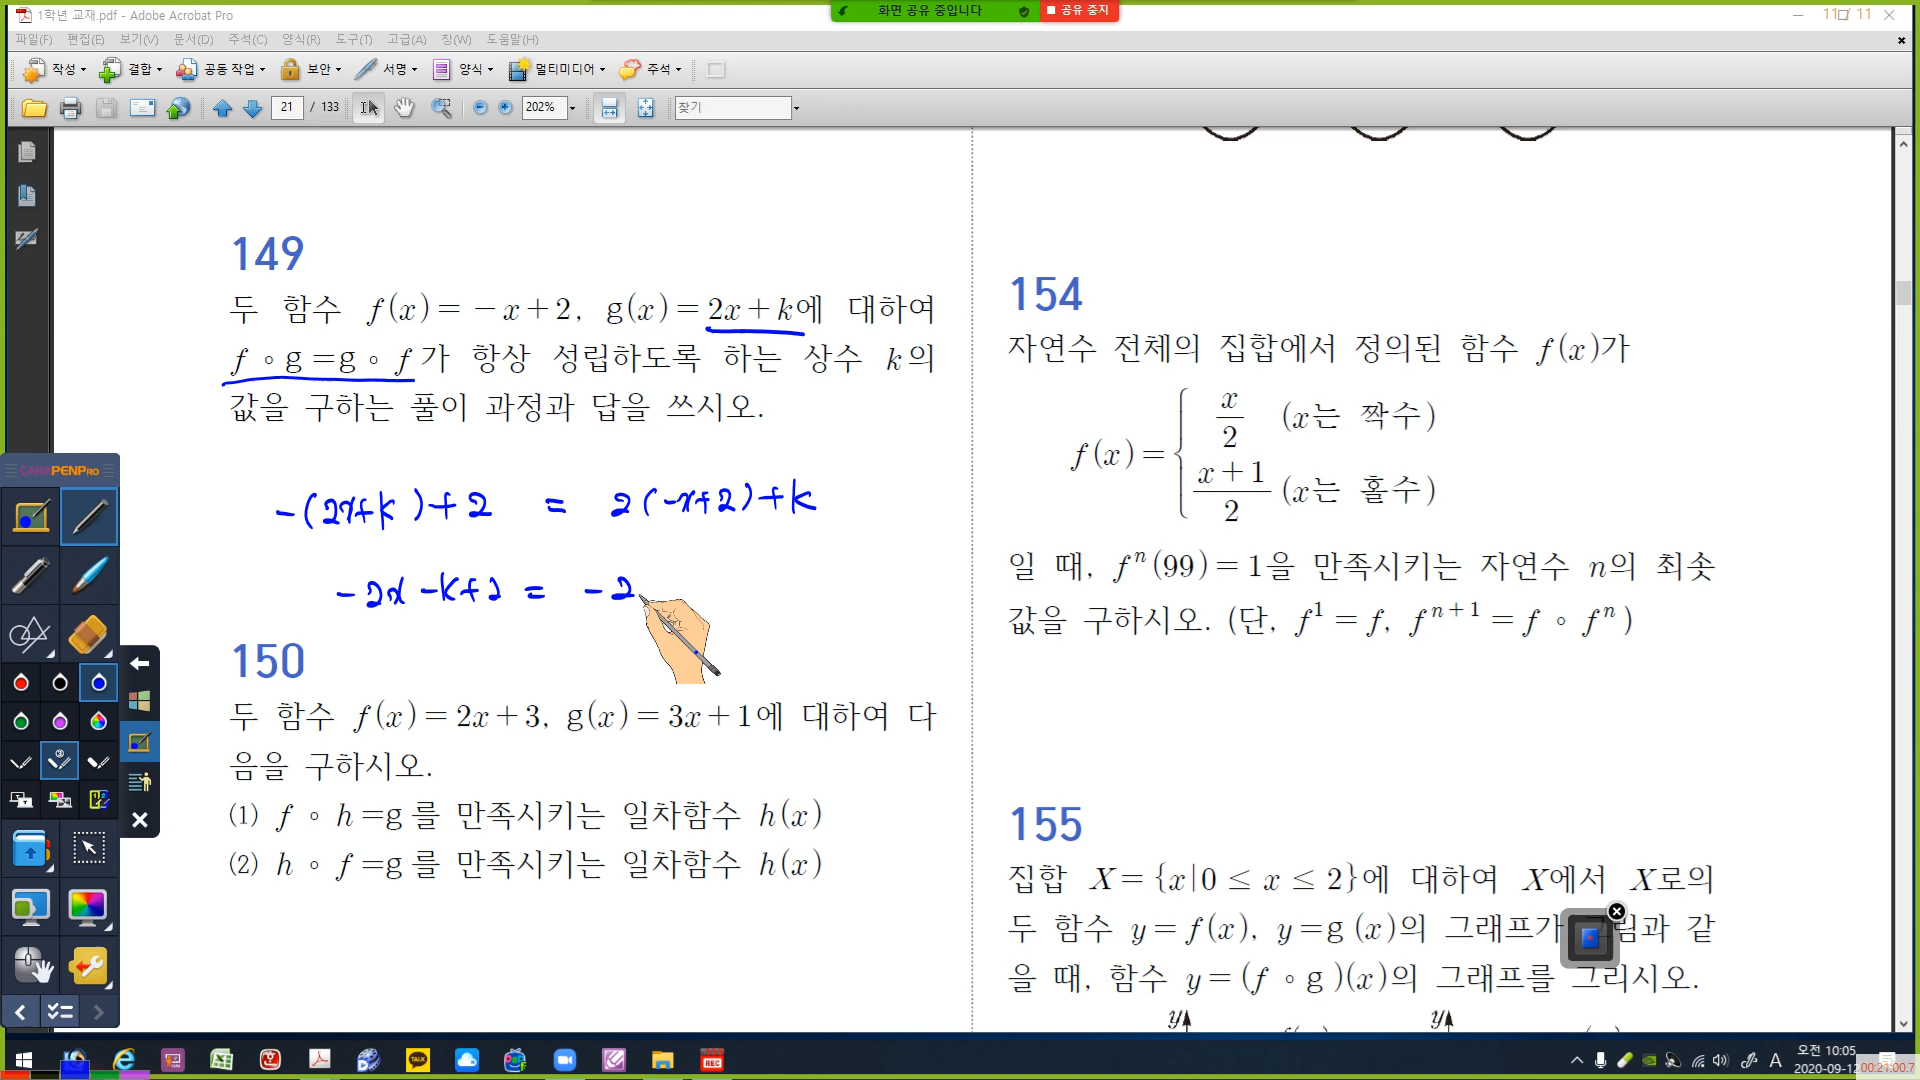 1학년 교재.pdf - Adobe Acrobat Pro
화면 공유 중입니다
공유 중지
파일(F) 편집(E) 보기(V) 문서(D) 주석(C) 양식(R) 도구(T) 고급(A) 창(W) 도움말(H)
작성 결합 공동 작업 보안 서명 양식 멀티미디어 주석
21 / 133 202% 찾기
149
두 함수 f(x)=-x+2, g(x)=2x+k에 대하여
f∘g=g∘f가 항상 성립하도록 하는 상수 k의
값을 구하는 풀이 과정과 답을 쓰시오.
-(2x+k)+2 = 2(-x+2)+k
-2x-k+2 = -2
150
두 함수 f(x)=2x+3, g(x)=3x+1에 대하여 다
음을 구하시오.
(1) f∘h=g를 만족시키는 일차함수 h(x)
(2) h∘f=g를 만족시키는 일차함수 h(x)
154
자연수 전체의 집합에서 정의된 함수 f(x)가
f(x)={ x/2 (x는 짝수)
(x+1)/2 (x는 홀수)
일 때, fⁿ(99)=1을 만족시키는 자연수 n의 최솟
값을 구하시오. (단, f¹=f, fⁿ⁺¹=f∘fⁿ)
155
집합 X={x|0≤x≤2}에 대하여 X에서 X로의
두 함수 y=f(x), y=g(x)의 그래프가 그림과 같
을 때, 함수 y=(f∘g)(x)의 그래프를 그리시오.
y y
CARAPENPRO
TALK
REC
A
오전 10:05
2020-09-12
00:21:00.7